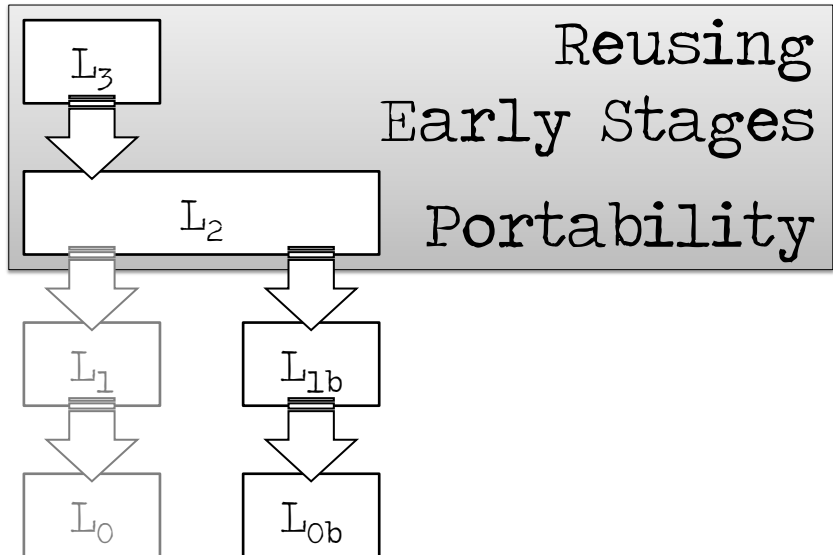 L₃
Reusing
Early Stages
L₂
Portability
L₁
L₁b
L₀
L₀b